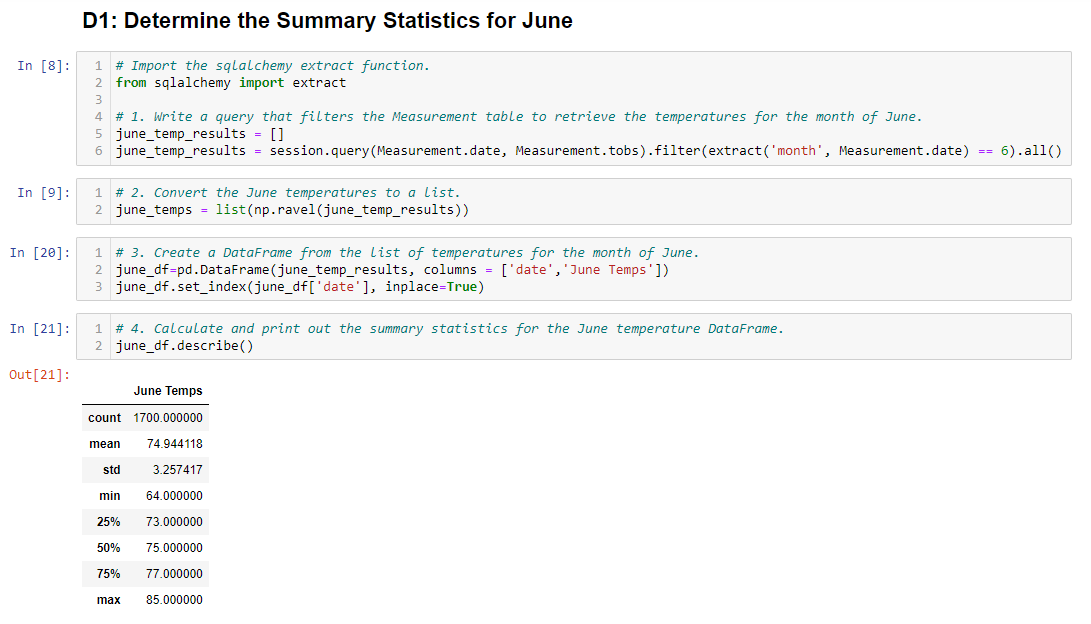 D1: Determine the Summary Statistics for June
In [8]:
1 # Import the sqlalchemy extract function.
2 from sqlalchemy import extract
3
4 # 1. Write a query that filters the Measurement table to retrieve the temperatures for the month of June.
5 june_temp_results = []
6 june_temp_results = session.query(Measurement.date, Measurement.tobs).filter(extract('month', Measurement.date) == 6).all()
In [9]:
1 # 2. Convert the June temperatures to a list.
2 june_temps = list(np.ravel(june_temp_results))
In [20]:
1 # 3. Create a DataFrame from the list of temperatures for the month of June.
2 june_df=pd.DataFrame(june_temp_results, columns = ['date','June Temps'])
3 june_df.set_index(june_df['date'], inplace=True)
In [21]:
1 # 4. Calculate and print out the summary statistics for the June temperature DataFrame.
2 june_df.describe()
Out[21]:
June Temps
count 1700.000000
mean 74.944118
std 3.257417
min 64.000000
25% 73.000000
50% 75.000000
75% 77.000000
max 85.000000